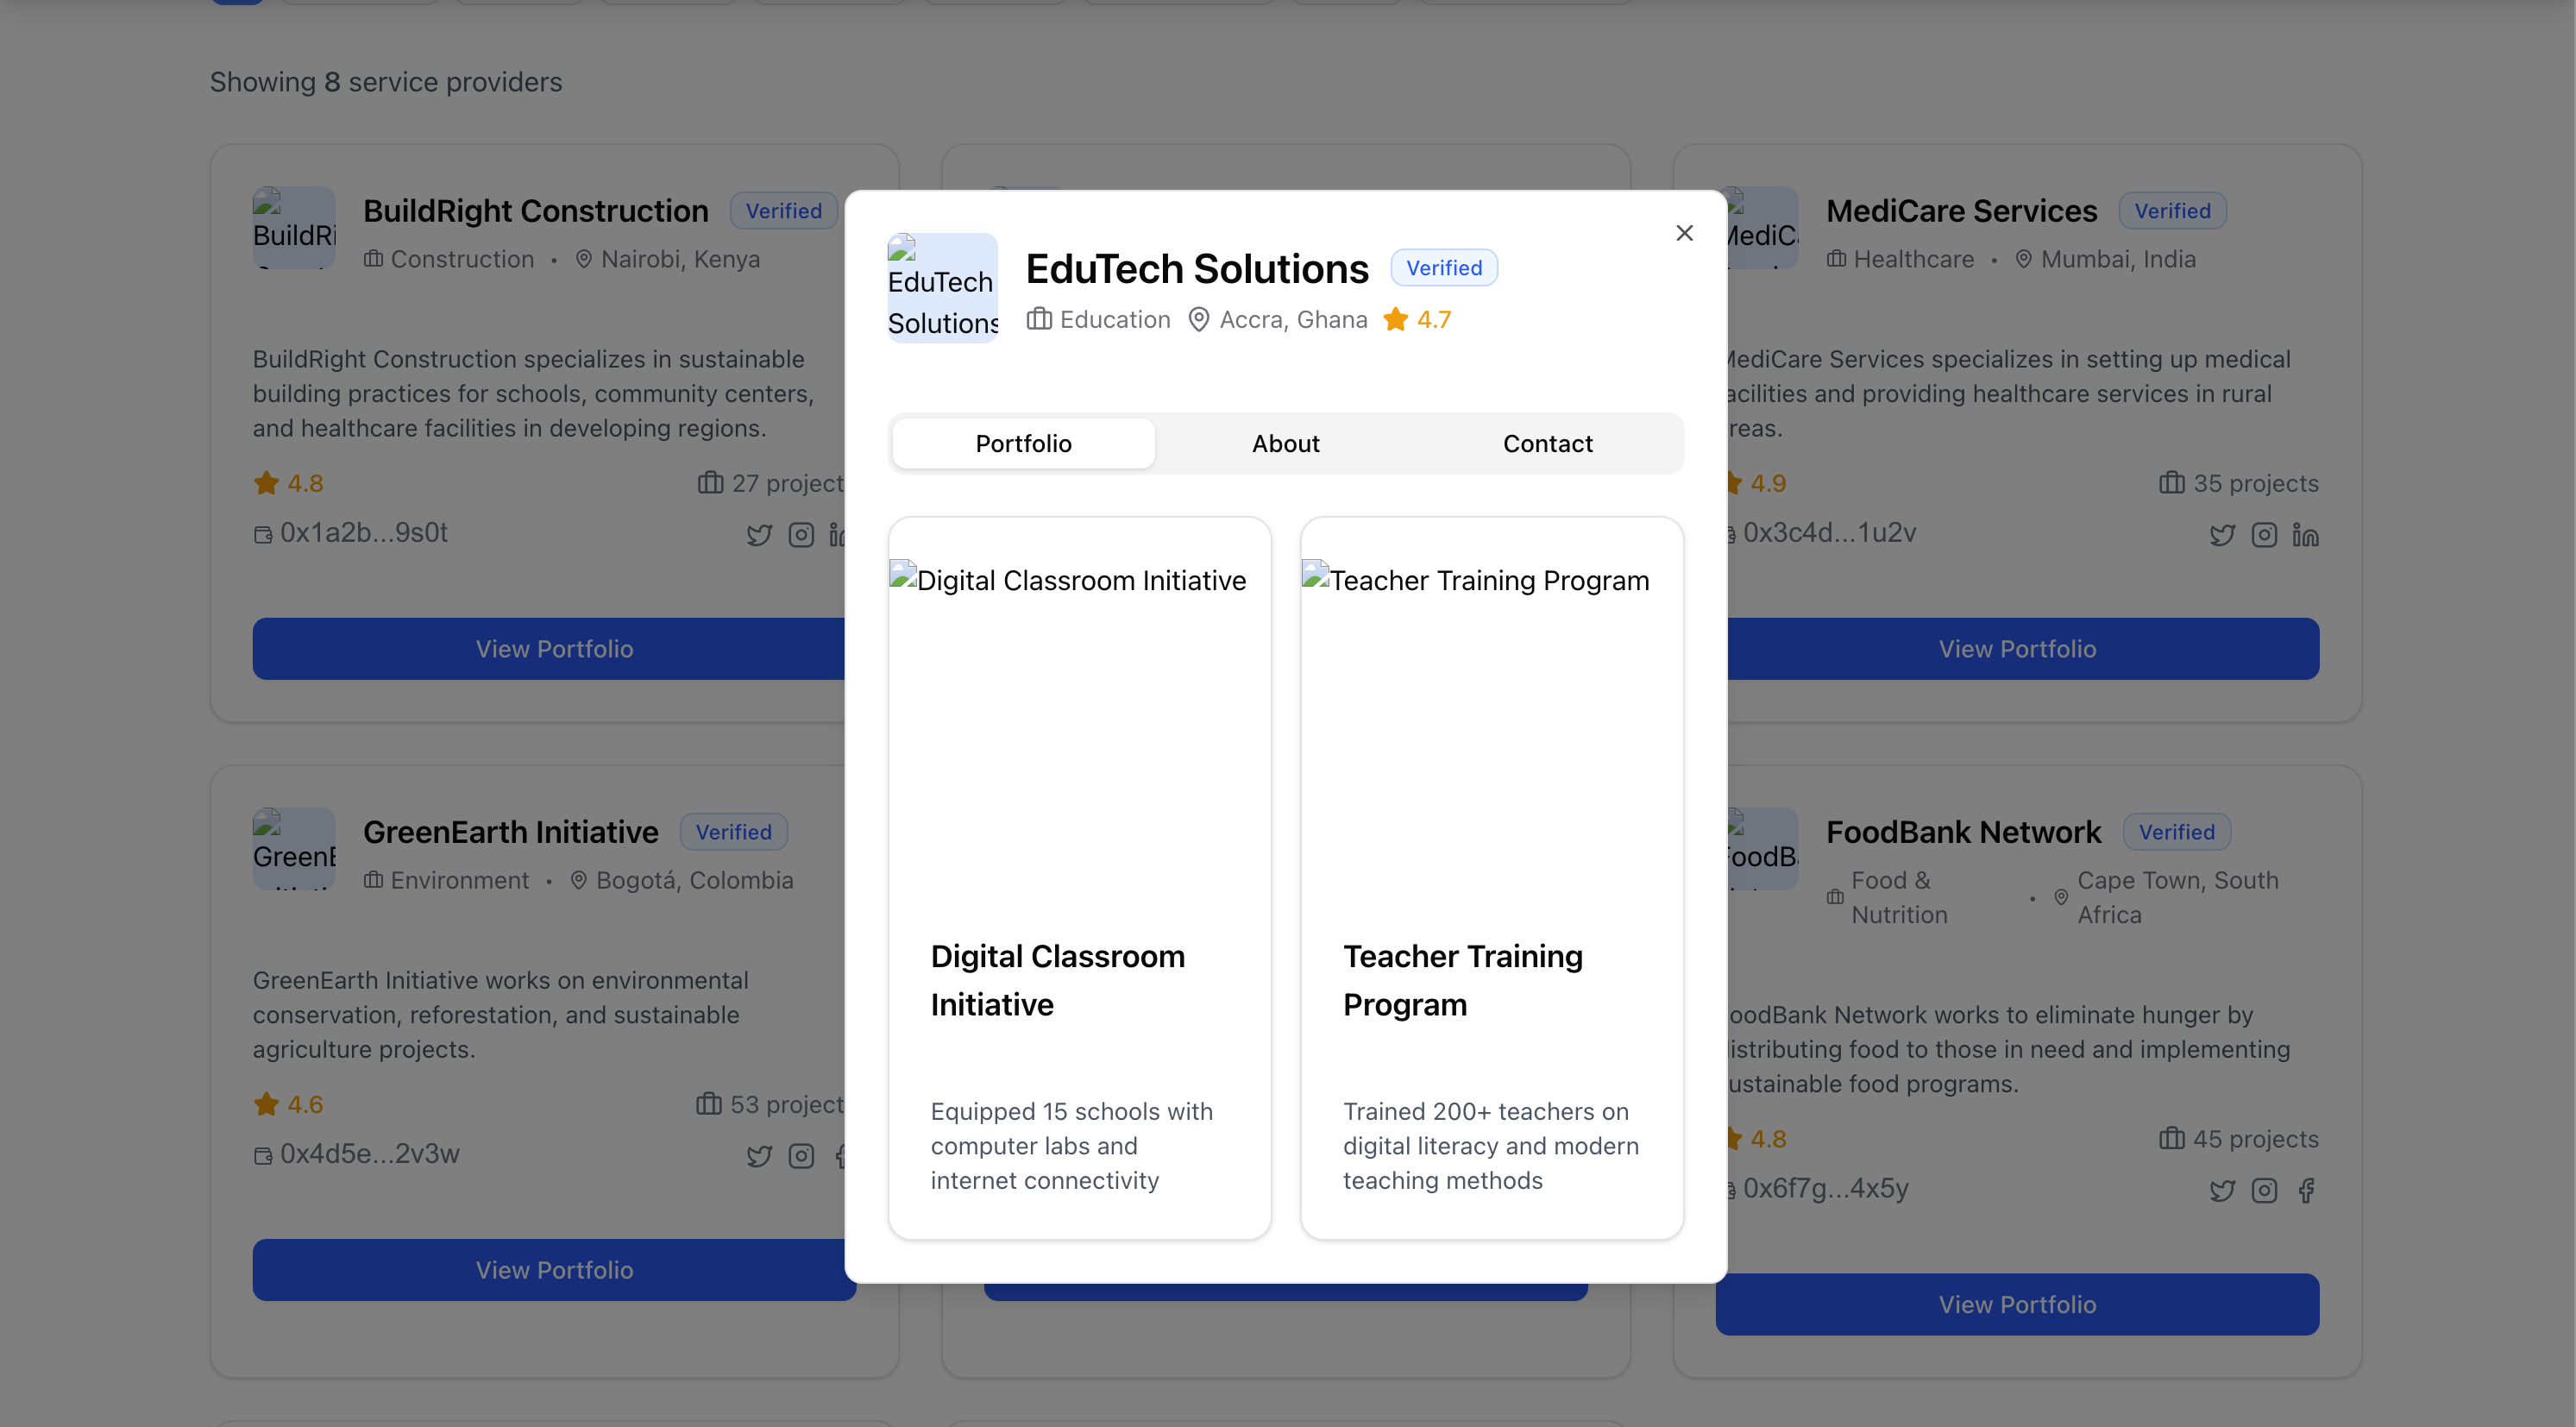 Showing 8 service providers
BuildRight Construction Verified
Construction • Nairobi, Kenya
BuildRi
BuildRight Construction specializes in sustainable
building practices for schools, community centers,
and healthcare facilities in developing regions.
4.8 27 project
0x1a2b...9s0t
View Portfolio
EduTech Solutions Verified
Education Accra, Ghana 4.7
EduTech
Solutions
Portfolio About Contact
Digital Classroom Initiative
Digital Classroom
Initiative
Equipped 15 schools with
computer labs and
internet connectivity
Teacher Training Program
Teacher Training
Program
Trained 200+ teachers on
digital literacy and modern
teaching methods
MediCare Services Verified
Healthcare • Mumbai, India
MediCa
MediCare Services specializes in setting up medical
acilities and providing healthcare services in rural
reas.
4.9 35 projects
0x3c4d...1u2v
View Portfolio
GreenEarth Initiative Verified
Environment • Bogotá, Colombia
GreenE
GreenEarth Initiative works on environmental
conservation, reforestation, and sustainable
agriculture projects.
4.6 53 project
0x4d5e...2v3w
View Portfolio
FoodBank Network Verified
Food &
Nutrition
• Cape Town, South
Africa
FoodBa
oodBank Network works to eliminate hunger by
istributing food to those in need and implementing
ustainable food programs.
4.8 45 projects
0x6f7g...4x5y
View Portfolio